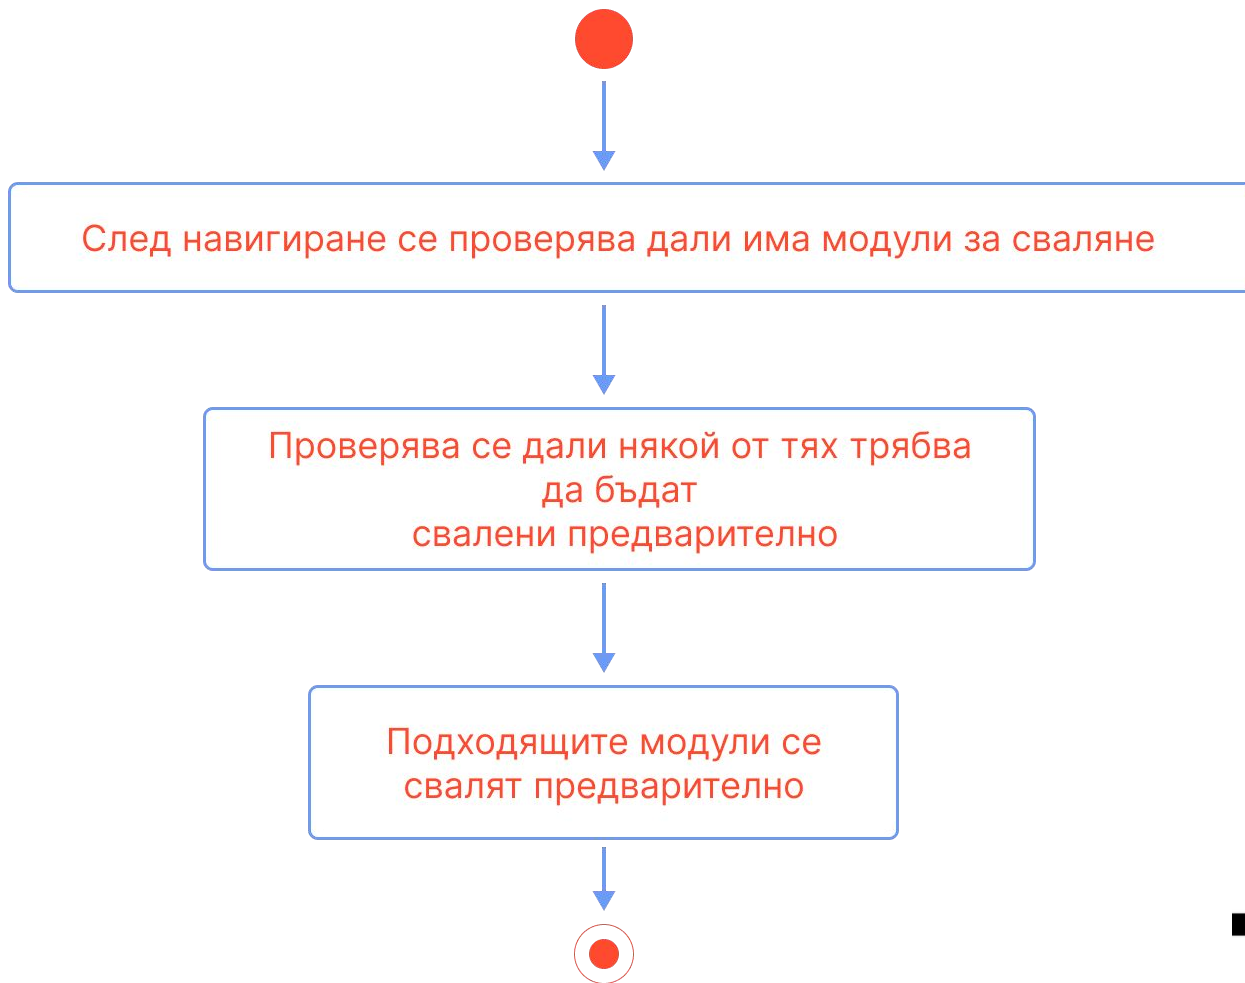 След навигиране се проверява дали има модули за сваляне
Проверява се дали някой от тях трябва
да бъдат
свалени предварително
Подходящите модули се
свалят предварително